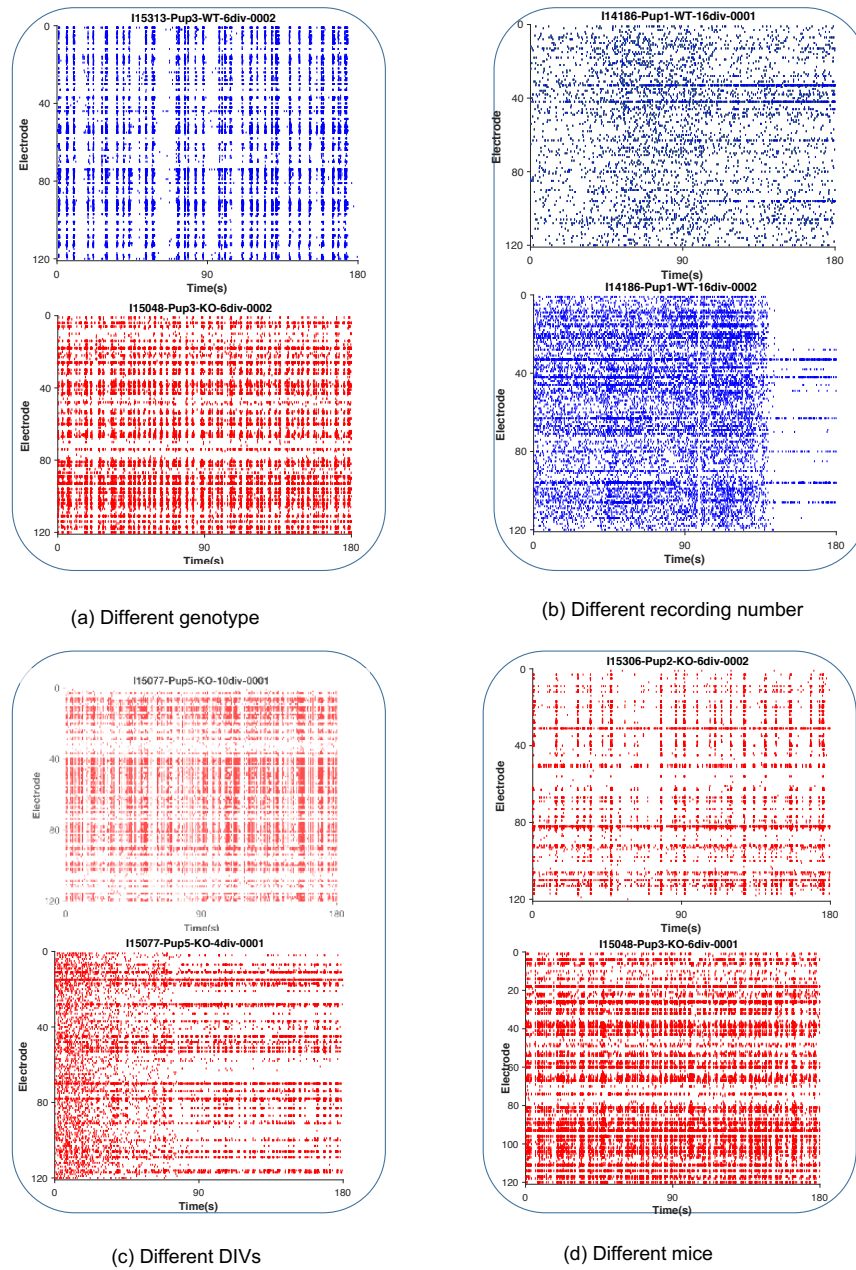 I15313-Pup3-WT-6div-0002
0
40
80
120
Electrode
0 90 180
Time(s)
I15048-Pup3-KO-6div-0002
0
40
80
120
Electrode
0 90 180
Time(s)
(a) Different genotype
I14186-Pup1-WT-16div-0001
0
40
80
120
Electrode
0 90 180
Time(s)
I14186-Pup1-WT-16div-0002
0
40
80
120
Electrode
0 90 180
Time(s)
(b) Different recording number
I15077-Pup5-KO-10div-0001
0
40
80
120
Electrode
0 90 180
Time(s)
I15077-Pup5-KO-4div-0001
0
40
80
120
Electrode
0 90 180
Time(s)
(c) Different DIVs
I15306-Pup2-KO-6div-0002
0
40
80
120
Electrode
0 90 180
Time(s)
I15048-Pup3-KO-6div-0001
0
20
40
60
80
100
120
Electrode
0 90 180
Time(s)
(d) Different mice